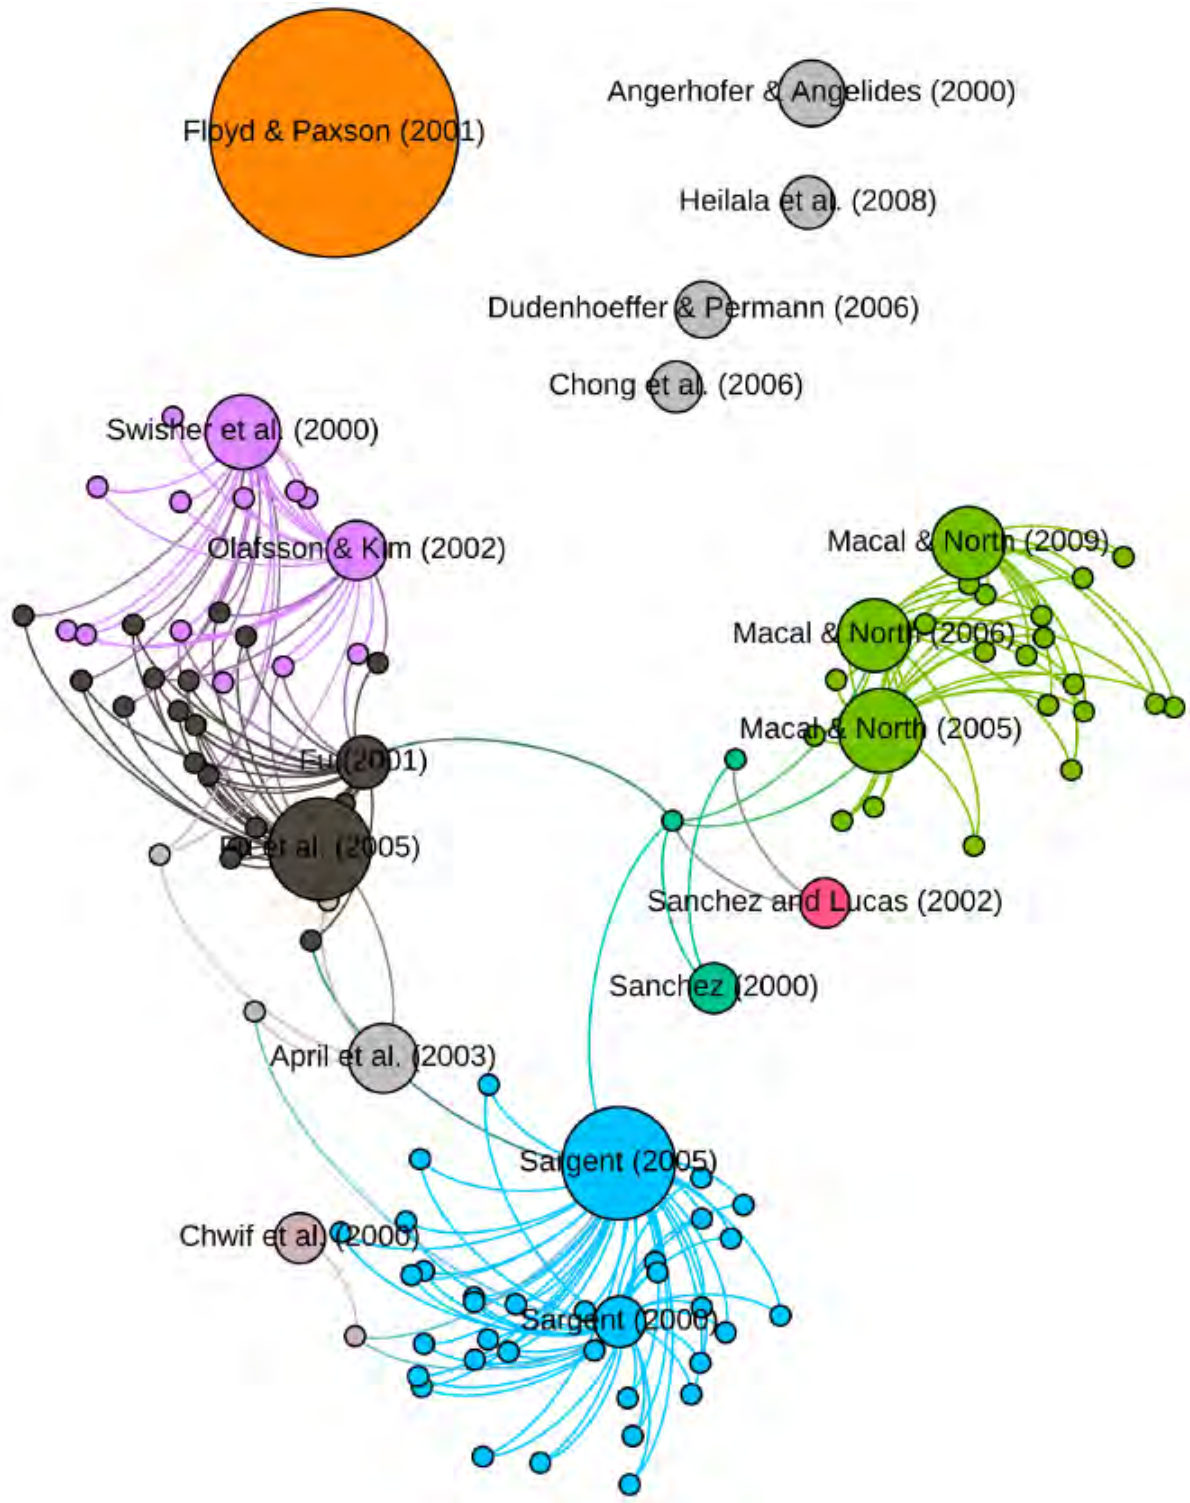 Angerhofer & Angelides (2000)
Floyd & Paxson (2001)
Heilala et al. (2008)
Dudenhoeffer & Permann (2006)
Chong et al. (2006)
Swisher et al. (2000)
Olafsson & Kim (2002)
Macal & North (2009)
Macal & North (2006)
Macal & North (2005)
Fu (2001)
Fu et al. (2005)
Sanchez and Lucas (2002)
Sanchez (2000)
April et al. (2003)
Sargent (2005)
Chwif et al. (2000)
Sargent (2000)